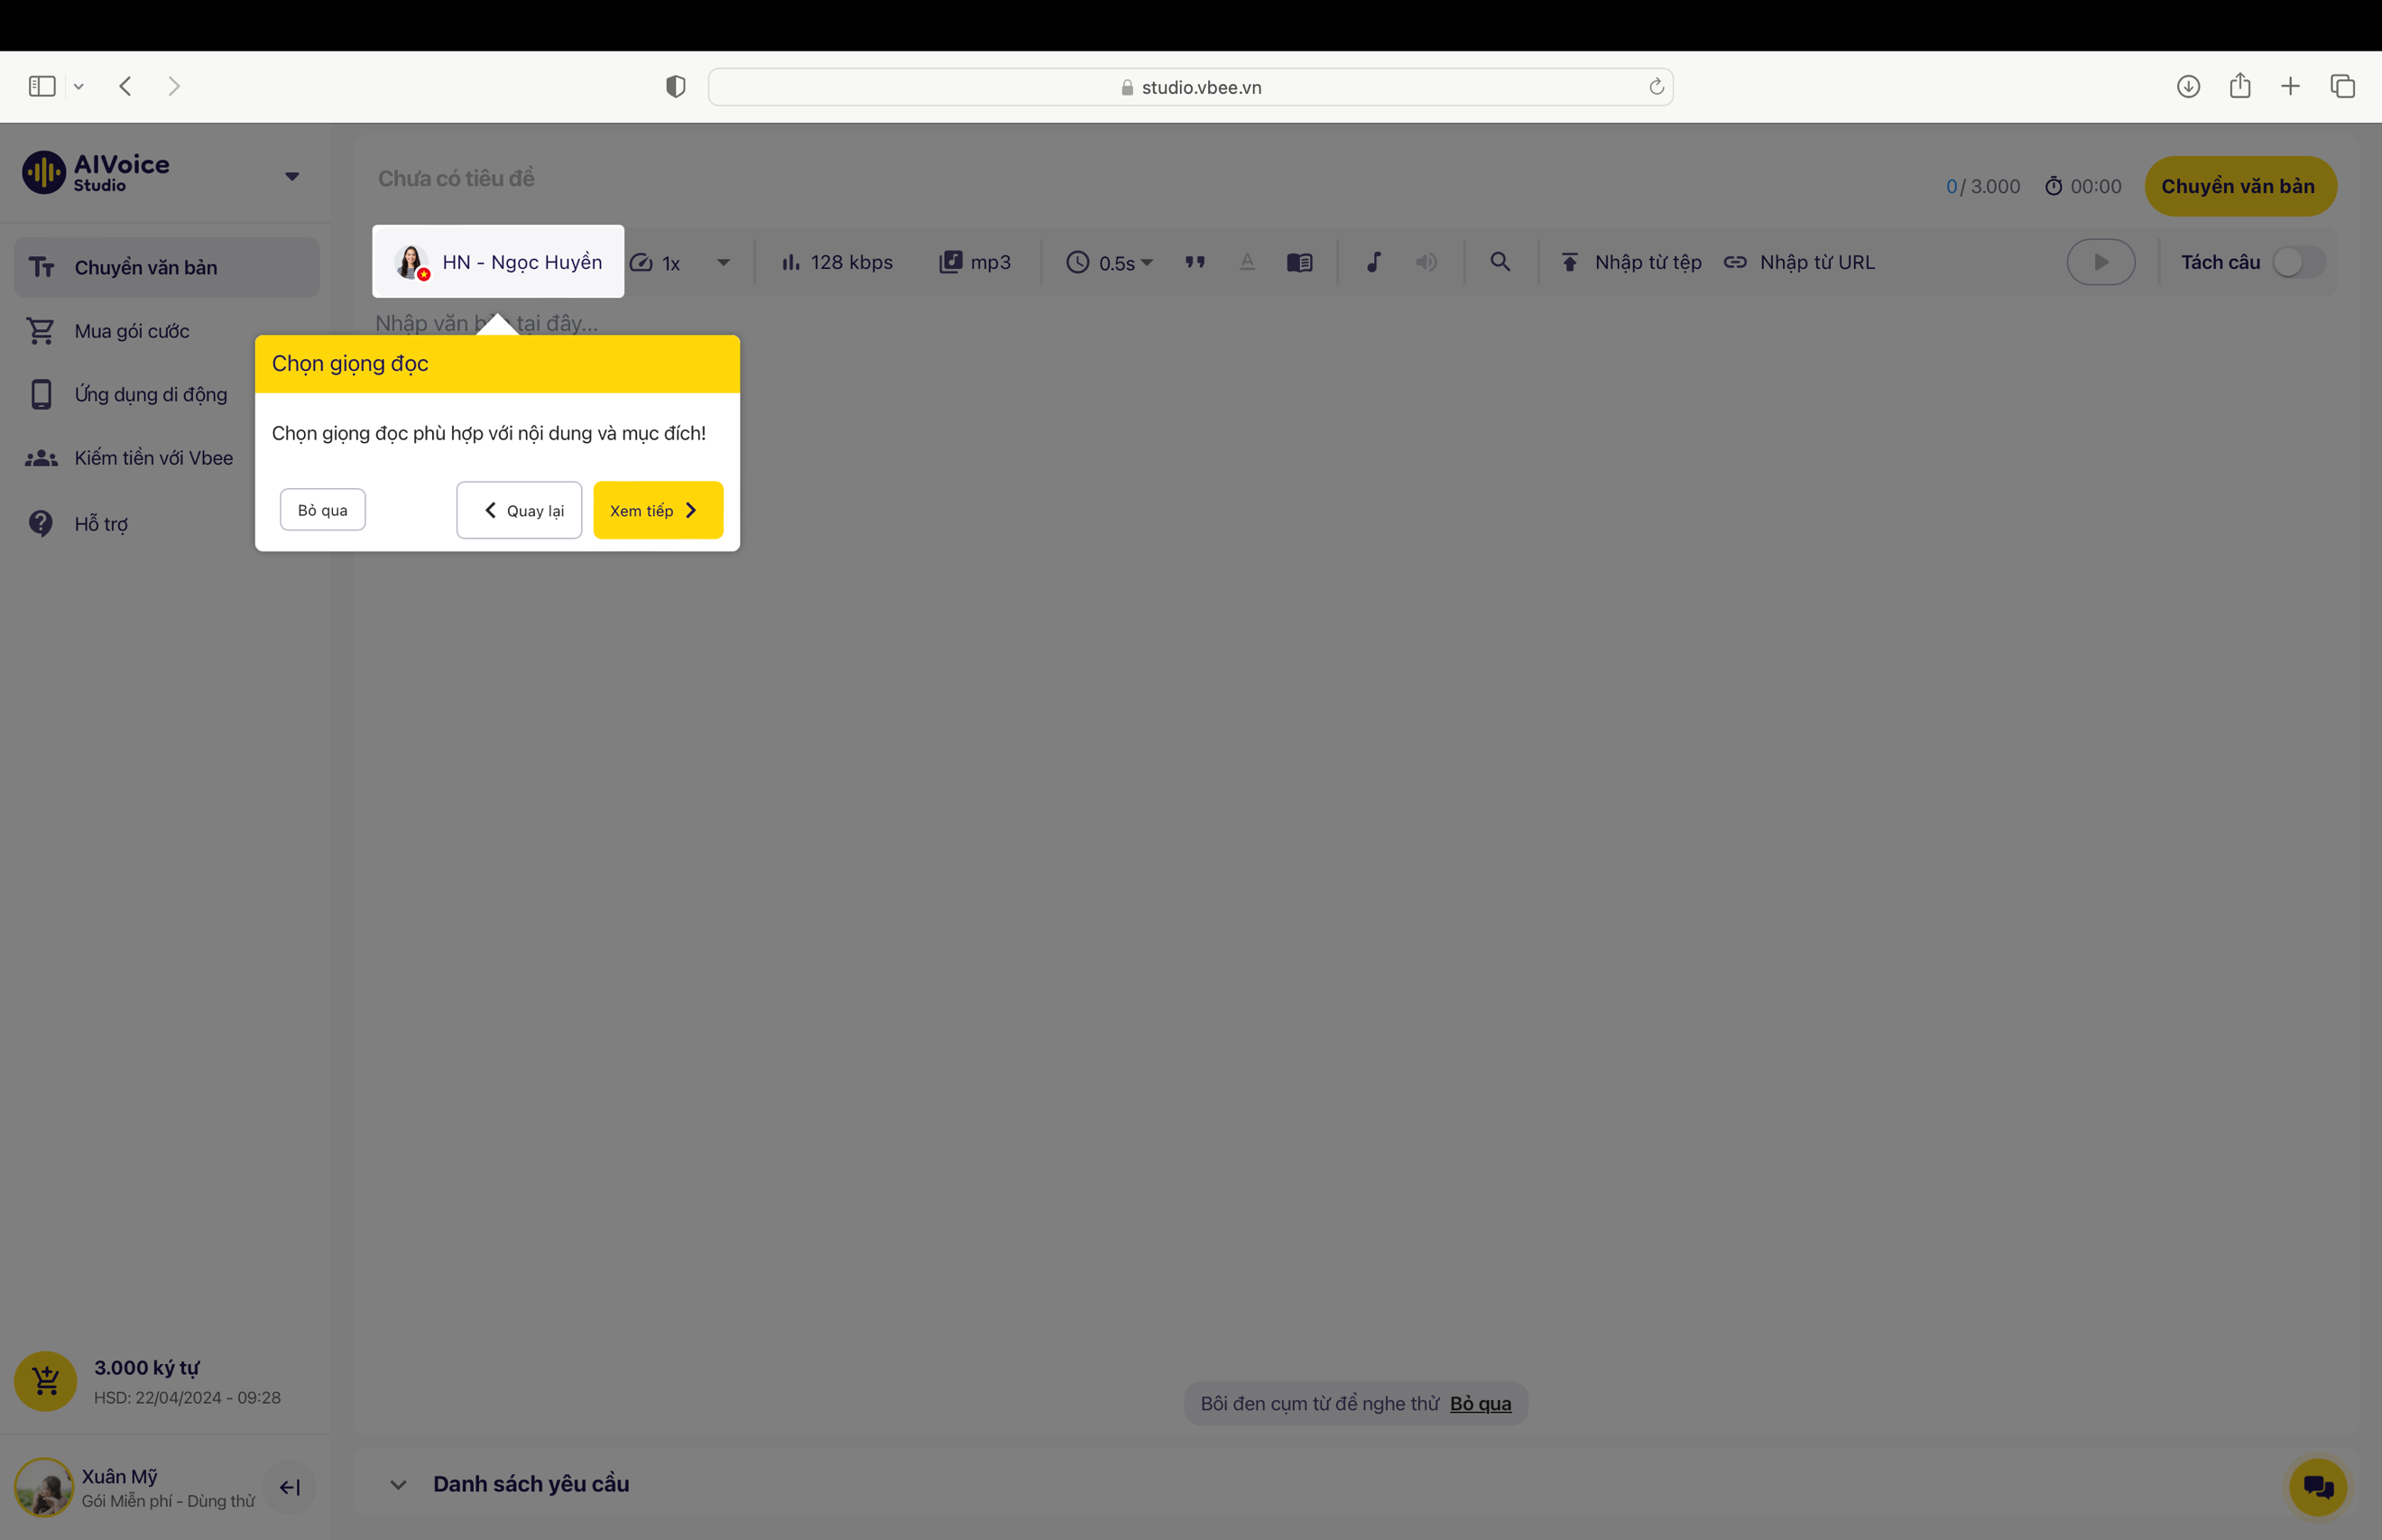 studio.vbee.vn
AIVoice
Studio
Chuyển văn bản
Mua gói cước
Ứng dụng di động
Kiếm tiền với Vbee
Hỗ trợ
Chưa có tiêu đề
0 / 3.000
00:00
Chuyển văn bản
HN - Ngọc Huyền
1x
128 kbps
mp3
0.5s
Nhập từ tệp
Nhập từ URL
Tách câu
Nhập văn bản tại đây...
Chọn giọng đọc
Chọn giọng đọc phù hợp với nội dung và mục đích!
Bỏ qua
Quay lại
Xem tiếp
3.000 ký tự
HSD: 22/04/2024 - 09:28
Xuân Mỹ
Gói Miễn phí - Dùng thử
Bôi đen cụm từ để nghe thử Bỏ qua
Danh sách yêu cầu